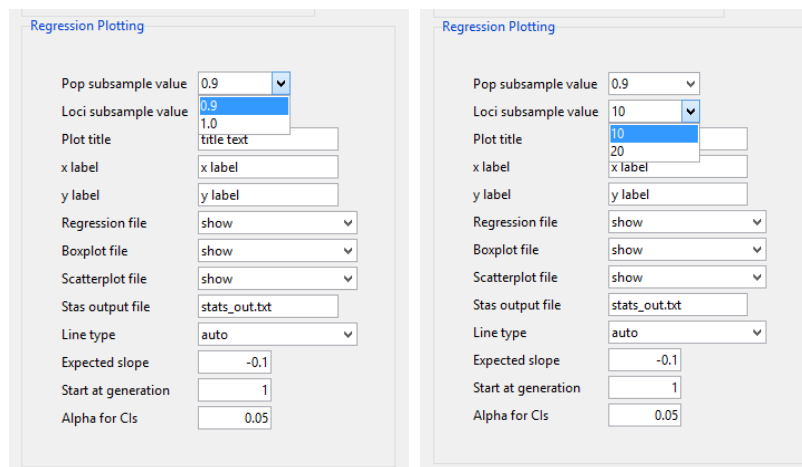 Regression Plotting
Pop subsample value 0.9
Loci subsample value 0.9
1.0
Plot title title text
x label x label
y label y label
Regression file show
Boxplot file show
Scatterplot file show
Stas output file stats_out.txt
Line type auto
Expected slope -0.1
Start at generation 1
Alpha for CIs 0.05
Regression Plotting
Pop subsample value 0.9
Loci subsample value 10
Plot title 10
20
x label x label
y label y label
Regression file show
Boxplot file show
Scatterplot file show
Stas output file stats_out.txt
Line type auto
Expected slope -0.1
Start at generation 1
Alpha for CIs 0.05